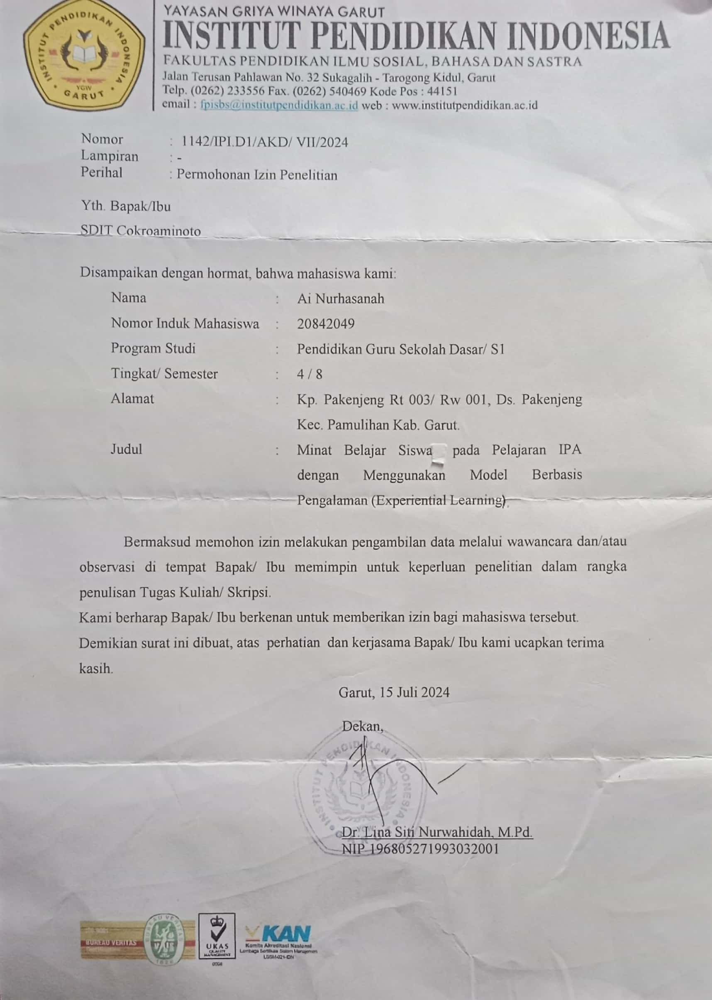 INSTITUT PENDIDIKAN INDONESIA
YGW
GARUT
YAYASAN GRIYA WINAYA GARUT
INSTITUT PENDIDIKAN INDONESIA
FAKULTAS PENDIDIKAN ILMU SOSIAL, BAHASA DAN SASTRA
Jalan Terusan Pahlawan No. 32 Sukagalih - Tarogong Kidul, Garut
Telp. (0262) 233556 Fax. (0262) 540469 Kode Pos : 44151
email : fpisbs@institutpendidikan.ac.id web : www.institutpendidikan.ac.id
Nomor : 1142/IPI.D1/AKD/ VII/2024
Lampiran : -
Perihal : Permohonan Izin Penelitian
Yth. Bapak/Ibu
SDIT Cokroaminoto
Disampaikan dengan hormat, bahwa mahasiswa kami:
Nama : Ai Nurhasanah
Nomor Induk Mahasiswa : 20842049
Program Studi : Pendidikan Guru Sekolah Dasar/ S1
Tingkat/ Semester : 4 / 8
Alamat : Kp. Pakenjeng Rt 003/ Rw 001, Ds. Pakenjeng
Kec. Pamulihan Kab. Garut.
Judul : Minat Belajar Siswa pada Pelajaran IPA
dengan Menggunakan Model Berbasis
Pengalaman (Experiential Learning).
Bermaksud memohon izin melakukan pengambilan data melalui wawancara dan/atau
observasi di tempat Bapak/ Ibu memimpin untuk keperluan penelitian dalam rangka
penulisan Tugas Kuliah/ Skripsi.
Kami berharap Bapak/ Ibu berkenan untuk memberikan izin bagi mahasiswa tersebut.
Demikian surat ini dibuat, atas perhatian dan kerjasama Bapak/ Ibu kami ucapkan terima
kasih.
Garut, 15 Juli 2024
Dekan,
INSTITUT PENDIDIKAN INDONESIA
Dr. Lina Siti Nurwahidah, M.Pd.
NIP 196805271993032001
BUREAU VERITAS
BUREAU VERITAS
1828
UKAS
QUALITY
MANAGEMENT
0008
KAN
Komite Akreditasi Nasional
Lembaga Sertifikasi Sistem Manajemen
LSSM-021-IDN